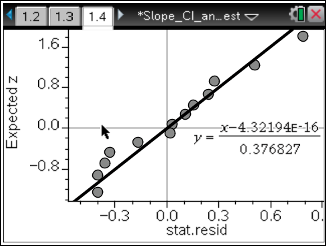 1.2 1.3 1.4 *Slope_CI_an...est
1.6
0.8
0.0
-0.8
Expected z
y = x-4.32194E-16 / 0.376827
-0.3 0.0 0.3 0.6
stat.resid